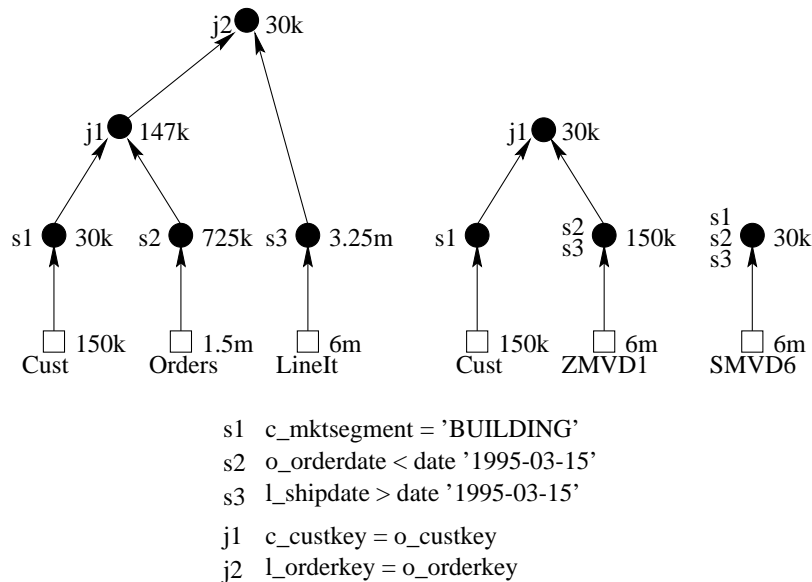 j2 30k
j1 147k j1 30k
s1 30k s2 725k s3 3.25m s1 s2 s3 150k s1 s2 s3 30k
150k 1.5m 6m 150k 6m 6m
Cust Orders LineIt Cust ZMVD1 SMVD6
s1 c_mktsegment = ’BUILDING’
s2 o_orderdate < date ’1995-03-15’
s3 l_shipdate > date ’1995-03-15’
j1 c_custkey = o_custkey
j2 l_orderkey = o_orderkey